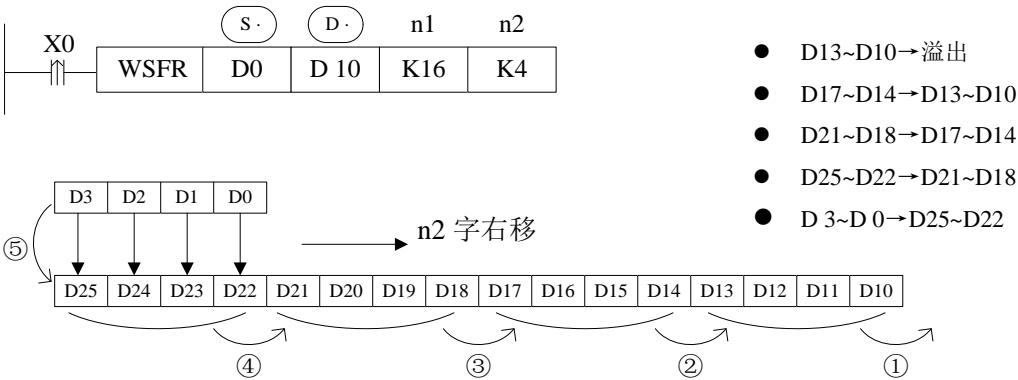 S · D · n1 n2
X0
WSFR D0 D 10 K16 K4
● D13~D10→溢出
● D17~D14→D13~D10
● D21~D18→D17~D14
● D25~D22→D21~D18
● D 3~D 0→D25~D22
D3 D2 D1 D0
n2 字右移
⑤
D25 D24 D23 D22 D21 D20 D19 D18 D17 D16 D15 D14 D13 D12 D11 D10
④ ③ ② ①